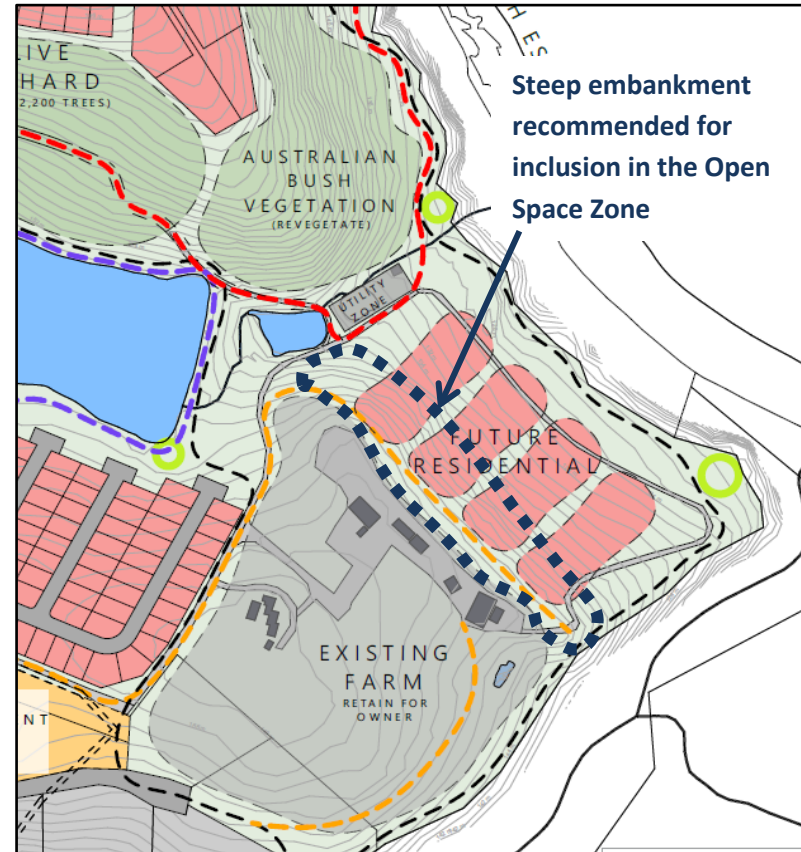 Steep embankment
recommended for
inclusion in the Open
Space Zone
LIVE
HARD
2,200 TREES)
AUSTRALIAN
BUSH
VEGETATION
(REVEGETATE)
UTILITY
ZONE
FUTURE
RESIDENTIAL
EXISTING
FARM
RETAIN FOR
OWNER
NT